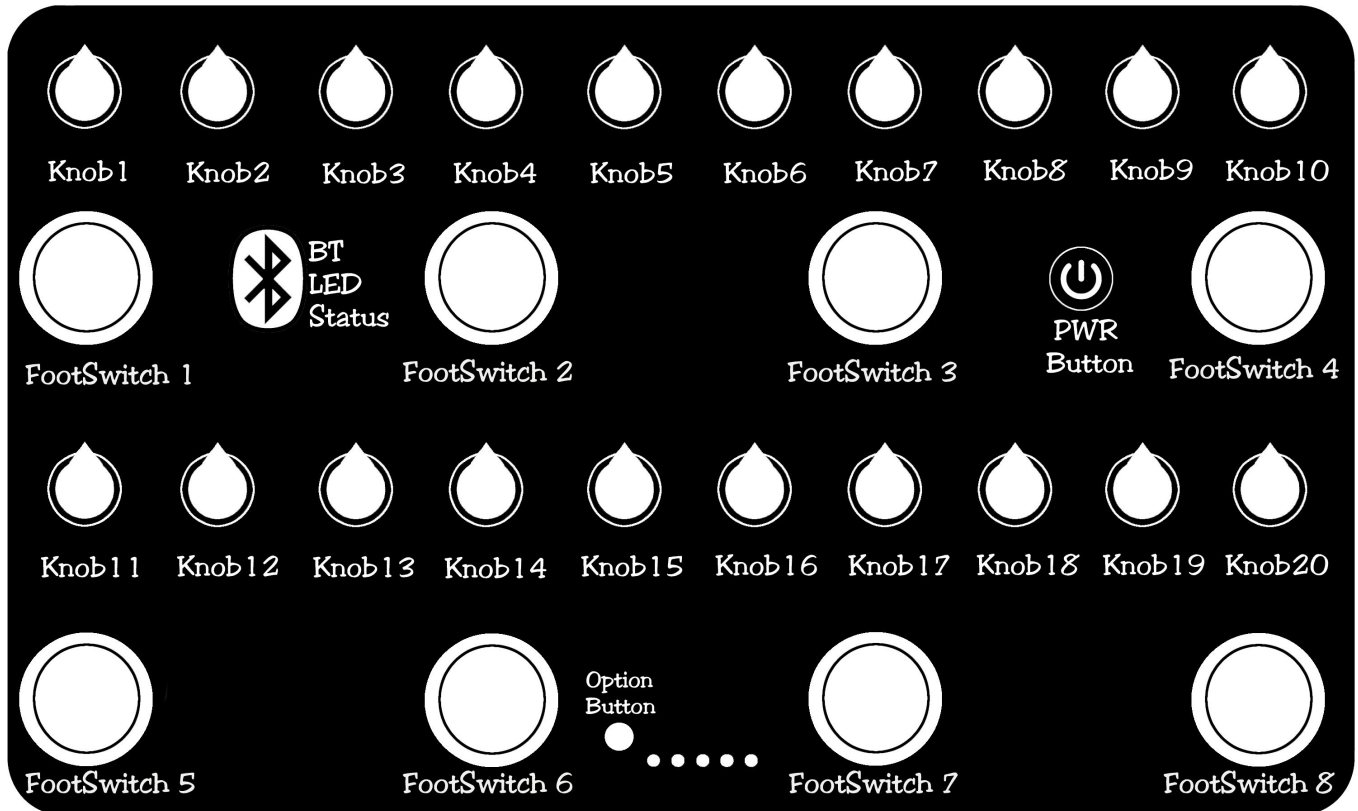 Knob1 Knob2 Knob3 Knob4 Knob5 Knob6 Knob7 Knob8 Knob9 Knob10
BT
LED
Status
PWR
Button
FootSwitch 1 FootSwitch 2 FootSwitch 3 FootSwitch 4
Knob11 Knob12 Knob13 Knob14 Knob15 Knob16 Knob17 Knob18 Knob19 Knob20
Option
Button
FootSwitch 5 FootSwitch 6 FootSwitch 7 FootSwitch 8